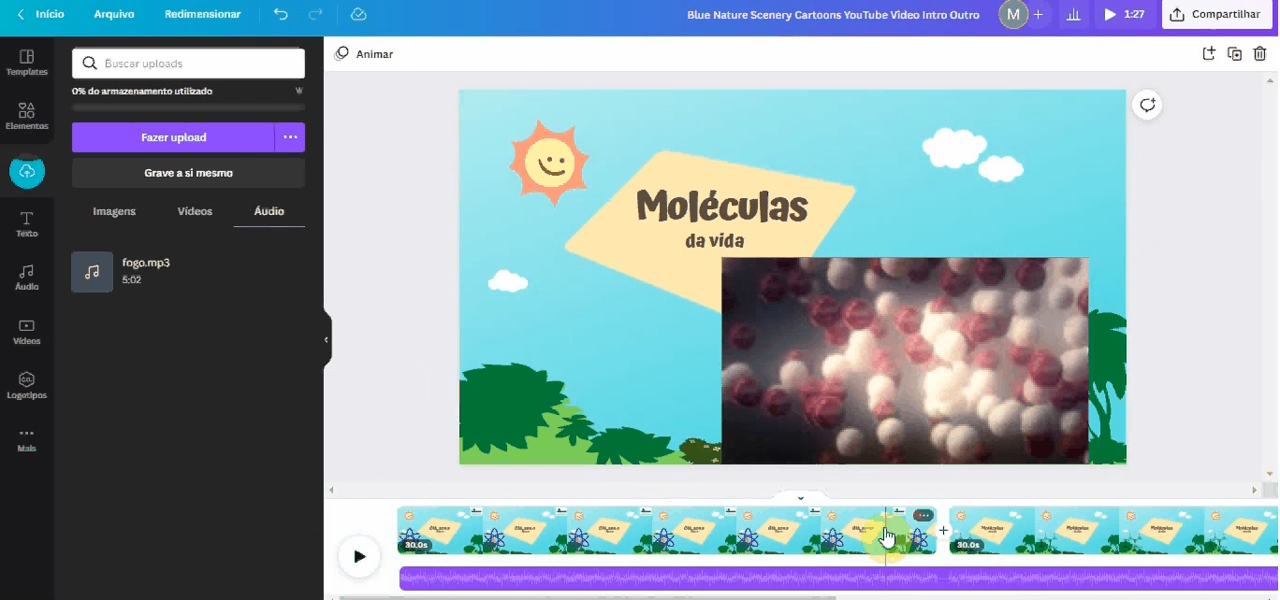 Início Arquivo Redimensionar Blue Nature Scenery Cartoons YouTube Video Intro Outro M 1:27 Compartilhar
Templates
Elementos
Texto
Áudio
Vídeos
Logotipos
Mais
Buscar uploads
0% do armazenamento utilizado
Fazer upload
Grave a si mesmo
Imagens Vídeos Áudio
fogo.mp3
5:02
Animar
Moléculas
da vida
30.0s
30.0s